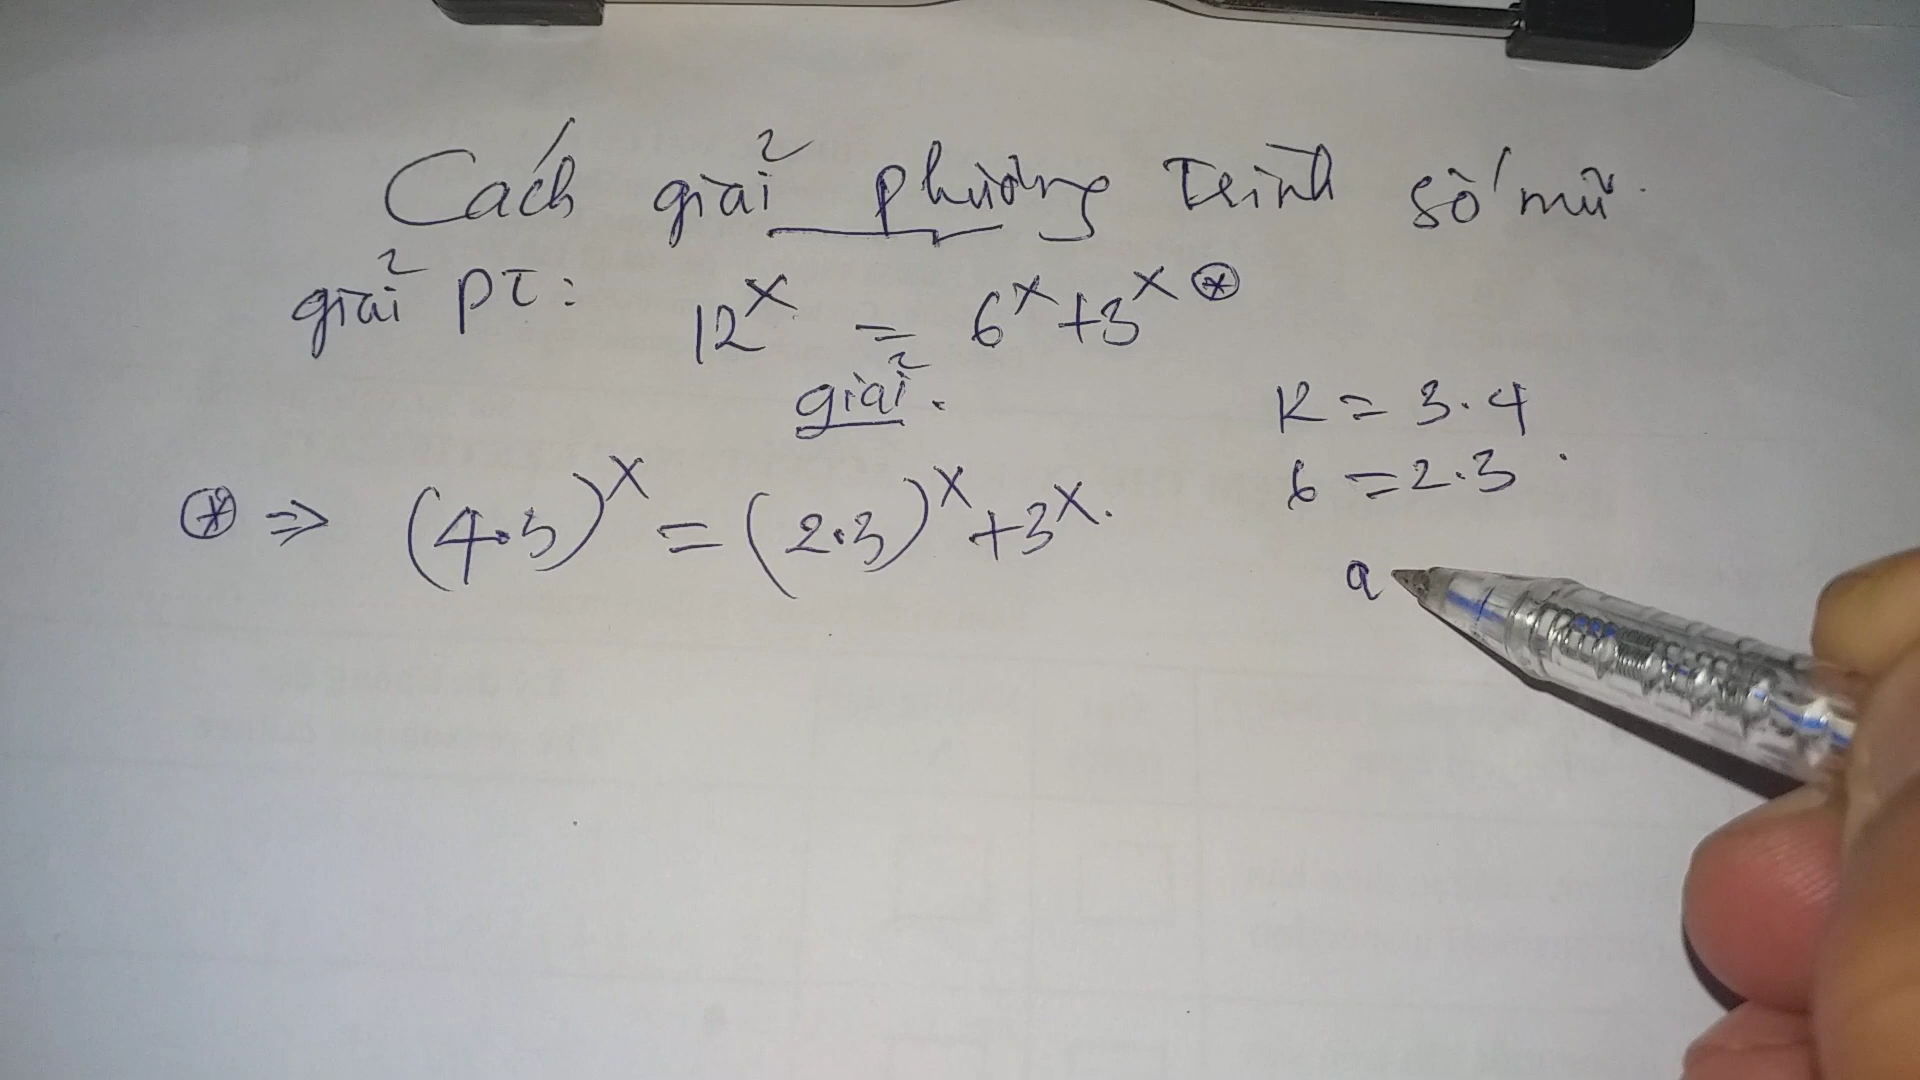 Cách giải phương trình số mũ.
giải PT: 12^x = 6^x + 3^x ⊛
giải.
12 = 3.4
6 = 2.3
⊛ ⇒ (4.3)^x = (2.3)^x + 3^x.
a